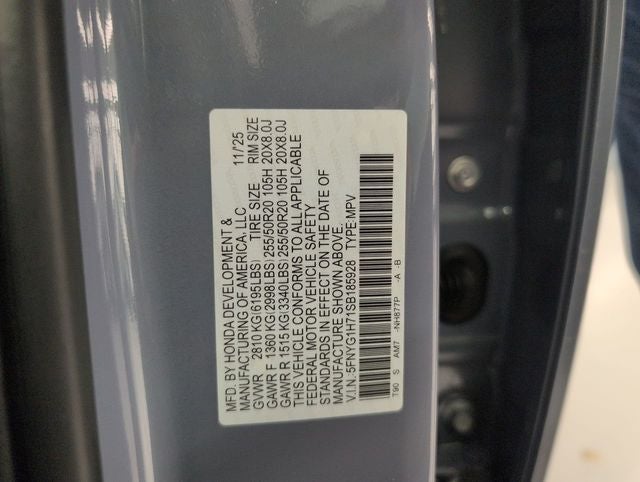 MFD. BY HONDA DEVELOPMENT &
MANUFACTURING OF AMERICA, LLC 11/'25
GVWR 2810 KG(6195LBS) TIRE SIZE RIM SIZE
GAWR F 1360 KG(2998LBS) 255/50R20 105H 20X8.0J
GAWR R 1515 KG(3340LBS) 255/50R20 105H 20X8.0J
THIS VEHICLE CONFORMS TO ALL APPLICABLE
FEDERAL MOTOR VEHICLE SAFETY
STANDARDS IN EFFECT ON THE DATE OF
MANUFACTURE SHOWN ABOVE.
V.I.N. 5FNYG1H71SB185928 TYPE:MPV
T90 S AM7 -NH877P -A -B